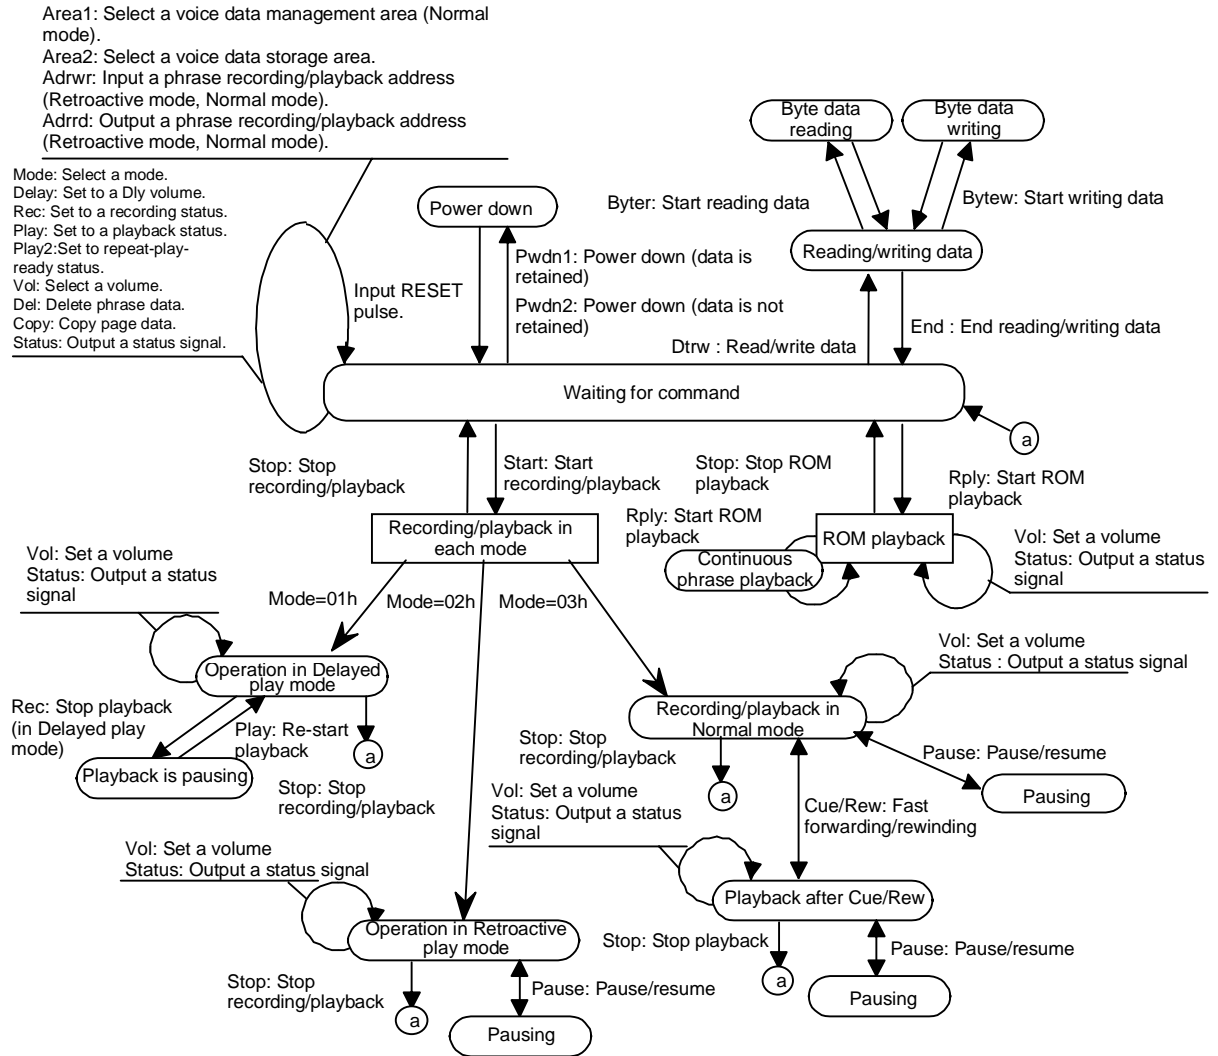 Area1: Select a voice data management area (Normal
mode).
Area2: Select a voice data storage area.
Adrwr: Input a phrase recording/playback address
(Retroactive mode, Normal mode).
Adrrd: Output a phrase recording/playback address
(Retroactive mode, Normal mode).
Mode: Select a mode.
Delay: Set to a Dly volume.
Rec: Set to a recording status.
Play: Set to a playback status.
Play2:Set to repeat-play-
ready status.
Vol: Select a volume.
Del: Delete phrase data.
Copy: Copy page data.
Status: Output a status signal.
Input RESET
pulse.
Power down
Pwdn1: Power down (data is
retained)
Pwdn2: Power down (data is not
retained)
Byte data
reading
Byte data
writing
Byter: Start reading data
Bytew: Start writing data
Reading/writing data
Dtrw : Read/write data
End : End reading/writing data
Waiting for command
a
Stop: Stop
recording/playback
Start: Start
recording/playback
Stop: Stop ROM
playback
Rply: Start ROM
playback
Recording/playback in
each mode
Rply: Start ROM
playback
Continuous
phrase playback
ROM playback
Vol: Set a volume
Status: Output a status
signal
Vol: Set a volume
Status: Output a status
signal
Mode=01h
Mode=02h
Mode=03h
Operation in Delayed
play mode
Rec: Stop playback
(in Delayed play
mode)
Play: Re-start
playback
a
Playback is pausing
Stop: Stop
recording/playback
Vol: Set a volume
Status : Output a status signal
Recording/playback in
Normal mode
Stop: Stop
recording/playback
a
Pause: Pause/resume
Pausing
Vol: Set a volume
Status: Output a status
signal
Cue/Rew: Fast
forwarding/rewinding
Playback after Cue/Rew
Stop: Stop playback
a
Pause: Pause/resume
Pausing
Vol: Set a volume
Status: Output a status signal
Operation in Retroactive
play mode
Stop: Stop
recording/playback
a
Pause: Pause/resume
Pausing